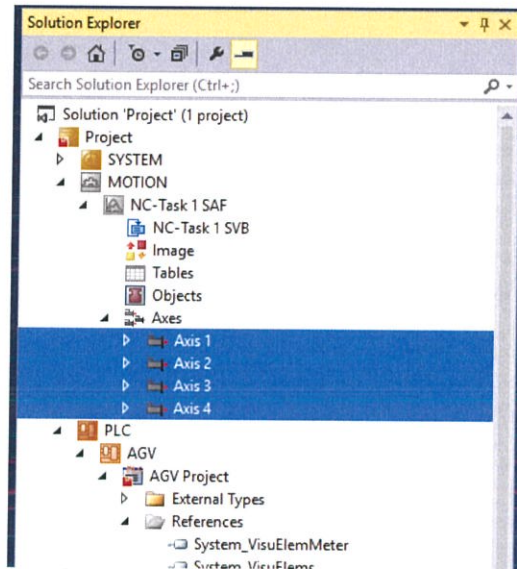 Solution Explorer
Search Solution Explorer (Ctrl+;)
Solution 'Project' (1 project)
Project
SYSTEM
MOTION
NC-Task 1 SAF
NC-Task 1 SVB
Image
Tables
Objects
Axes
Axis 1
Axis 2
Axis 3
Axis 4
PLC
AGV
AGV Project
External Types
References
System_VisuElemMeter
System_VisuElems